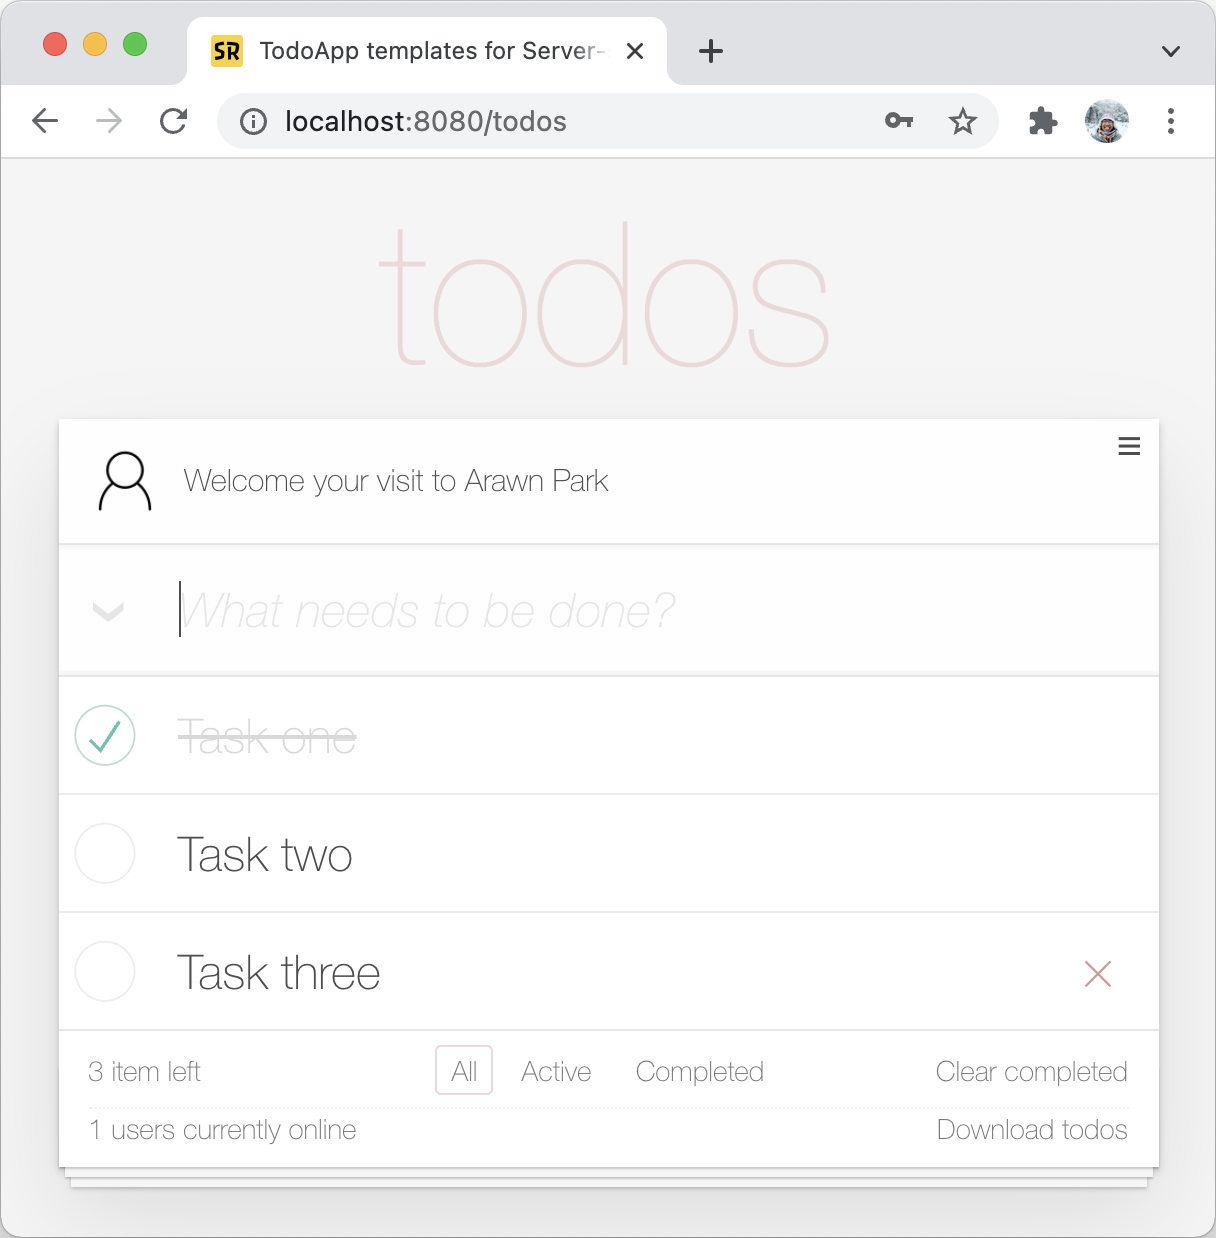 SR TodoApp templates for Server-
localhost:8080/todos
todos
Welcome your visit to Arawn Park
What needs to be done?
Task one
Task two
Task three
3 item left All Active Completed Clear completed
1 users currently online Download todos